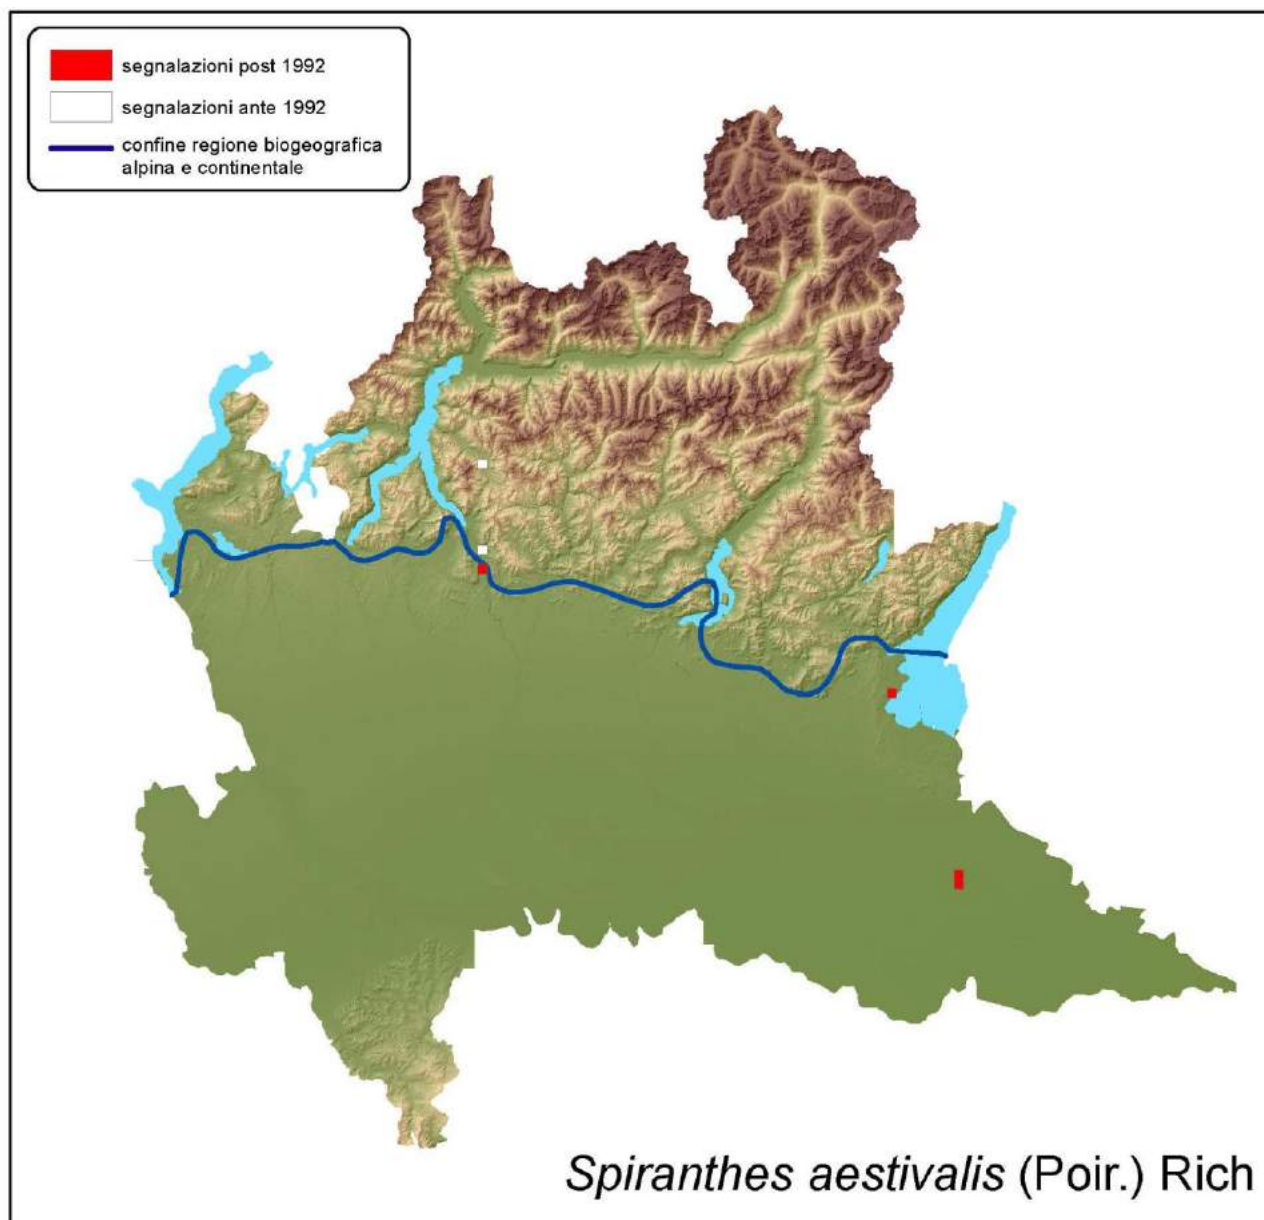 segnalazioni post 1992
segnalazioni ante 1992
confine regione biogeografica
alpina e continentale
Spiranthes aestivalis (Poir.) Rich